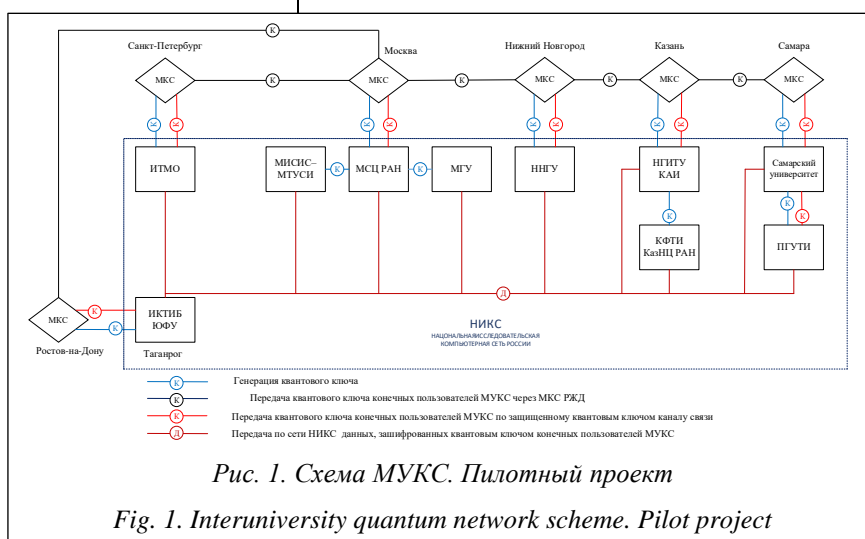 К
Санкт-Петербург
Москва
Нижний Новгород
Казань
Самара
МКС
К
МКС
К
МКС
К
МКС
К
МКС
К
К
К
К
К
К
К
К
К
К
ИТМО
МИСИС–
МТУСИ
К
МСЦ РАН
К
МГУ
ННГУ
НГИТУ
КАИ
Самарский
университет
К
К
К
КФТИ
КазНЦ РАН
ПГУТИ
Д
МКС
К
К
ИКТИБ
ЮФУ
НИКС
НАЦОНАЛЬНАЯИССЛЕДОВАТЕЛЬСКАЯ
КОМПЬЮТЕРНАЯ СЕТЬ РОССИИ
Ростов-на-Дону
Таганрог
К Генерация квантового ключа
К Передача квантового ключа конечных пользователей МУКС через МКС РЖД
К Передача квантового ключа конечных пользователей МУКС по защищенному квантовым ключом каналу связи
Д Передача по сети НИКС данных, зашифрованных квантовым ключом конечных пользователей МУКС
Рис. 1. Схема МУКС. Пилотный проект
Fig. 1. Interuniversity quantum network scheme. Pilot project